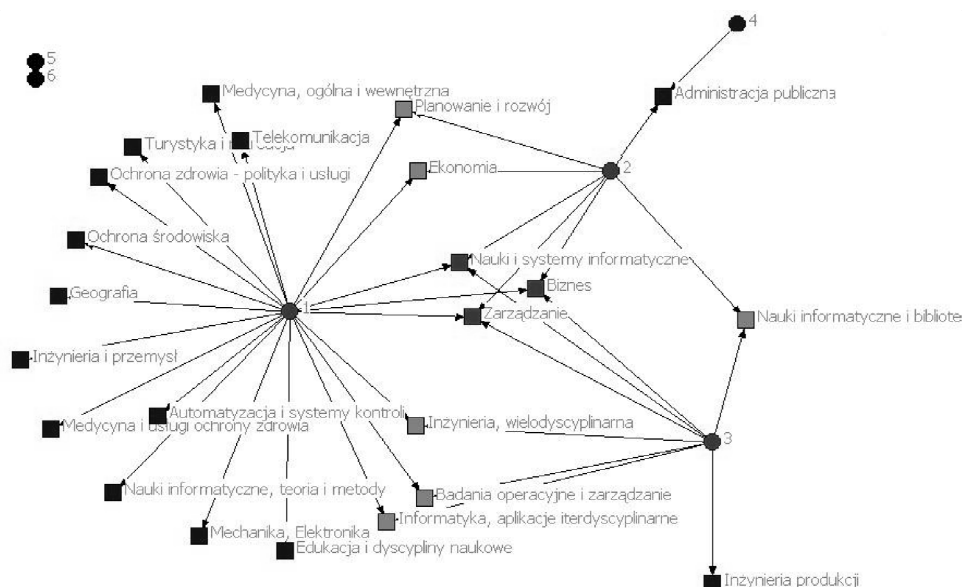 4
5
6
Medycyna, ogólna i wewnętrzna
Administracja publiczna
Planowanie i rozwój
Telekomunikacja
Turystyka i
Ochrona zdrowia - polityka i usługi
Ekonomia
2
Ochrona środowiska
Nauki i systemy informatyczne
Geografia
Biznes
1
Zarządzanie
Nauki informatyczne i bibliote
Inżynieria i przemysł
Automatyzacja i systemy kontroli
Medycyna i usługi ochrony zdrowia
Inżynieria, wielodyscyplinarna
3
Nauki informatyczne, teoria i metody
Badania operacyjne i zarządzanie
Informatyka, aplikacje iterdyscyplinarne
Mechanika, Elektronika
Edukacja i dyscypliny naukowe
Inżynieria produkcji